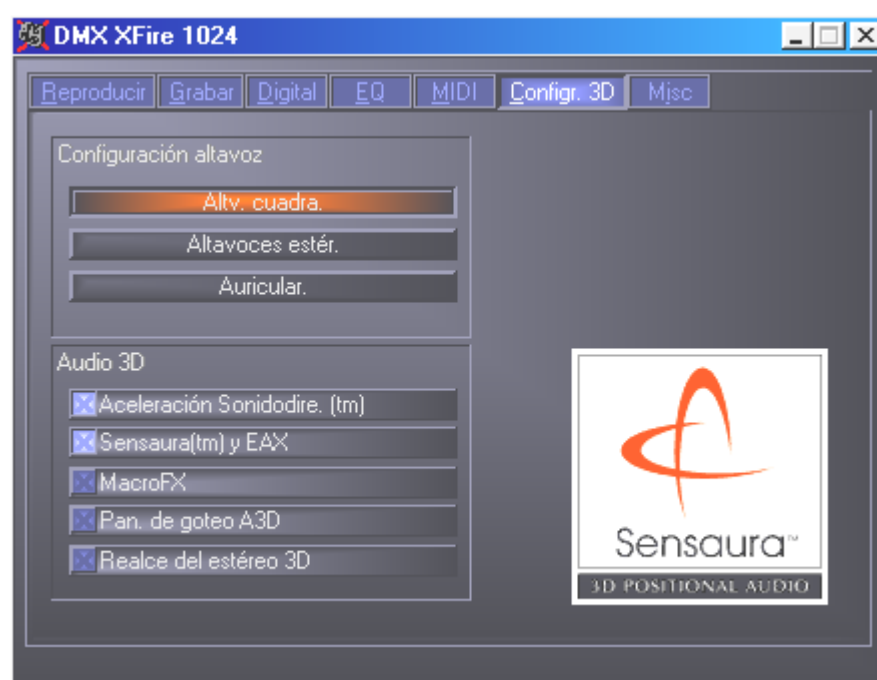 DMX XFire 1024
Reproducir Grabar Digital EQ MIDI Configr. 3D Misc
Configuración altavoz
Altv. cuadra.
Altavoces estér.
Auricular.
Audio 3D
Aceleración Sonidodire. (tm)
Sensaura(tm) y EAX
MacroFX
Pan. de goteo A3D
Realce del estéreo 3D
Sensaura™
3D POSITIONAL AUDIO